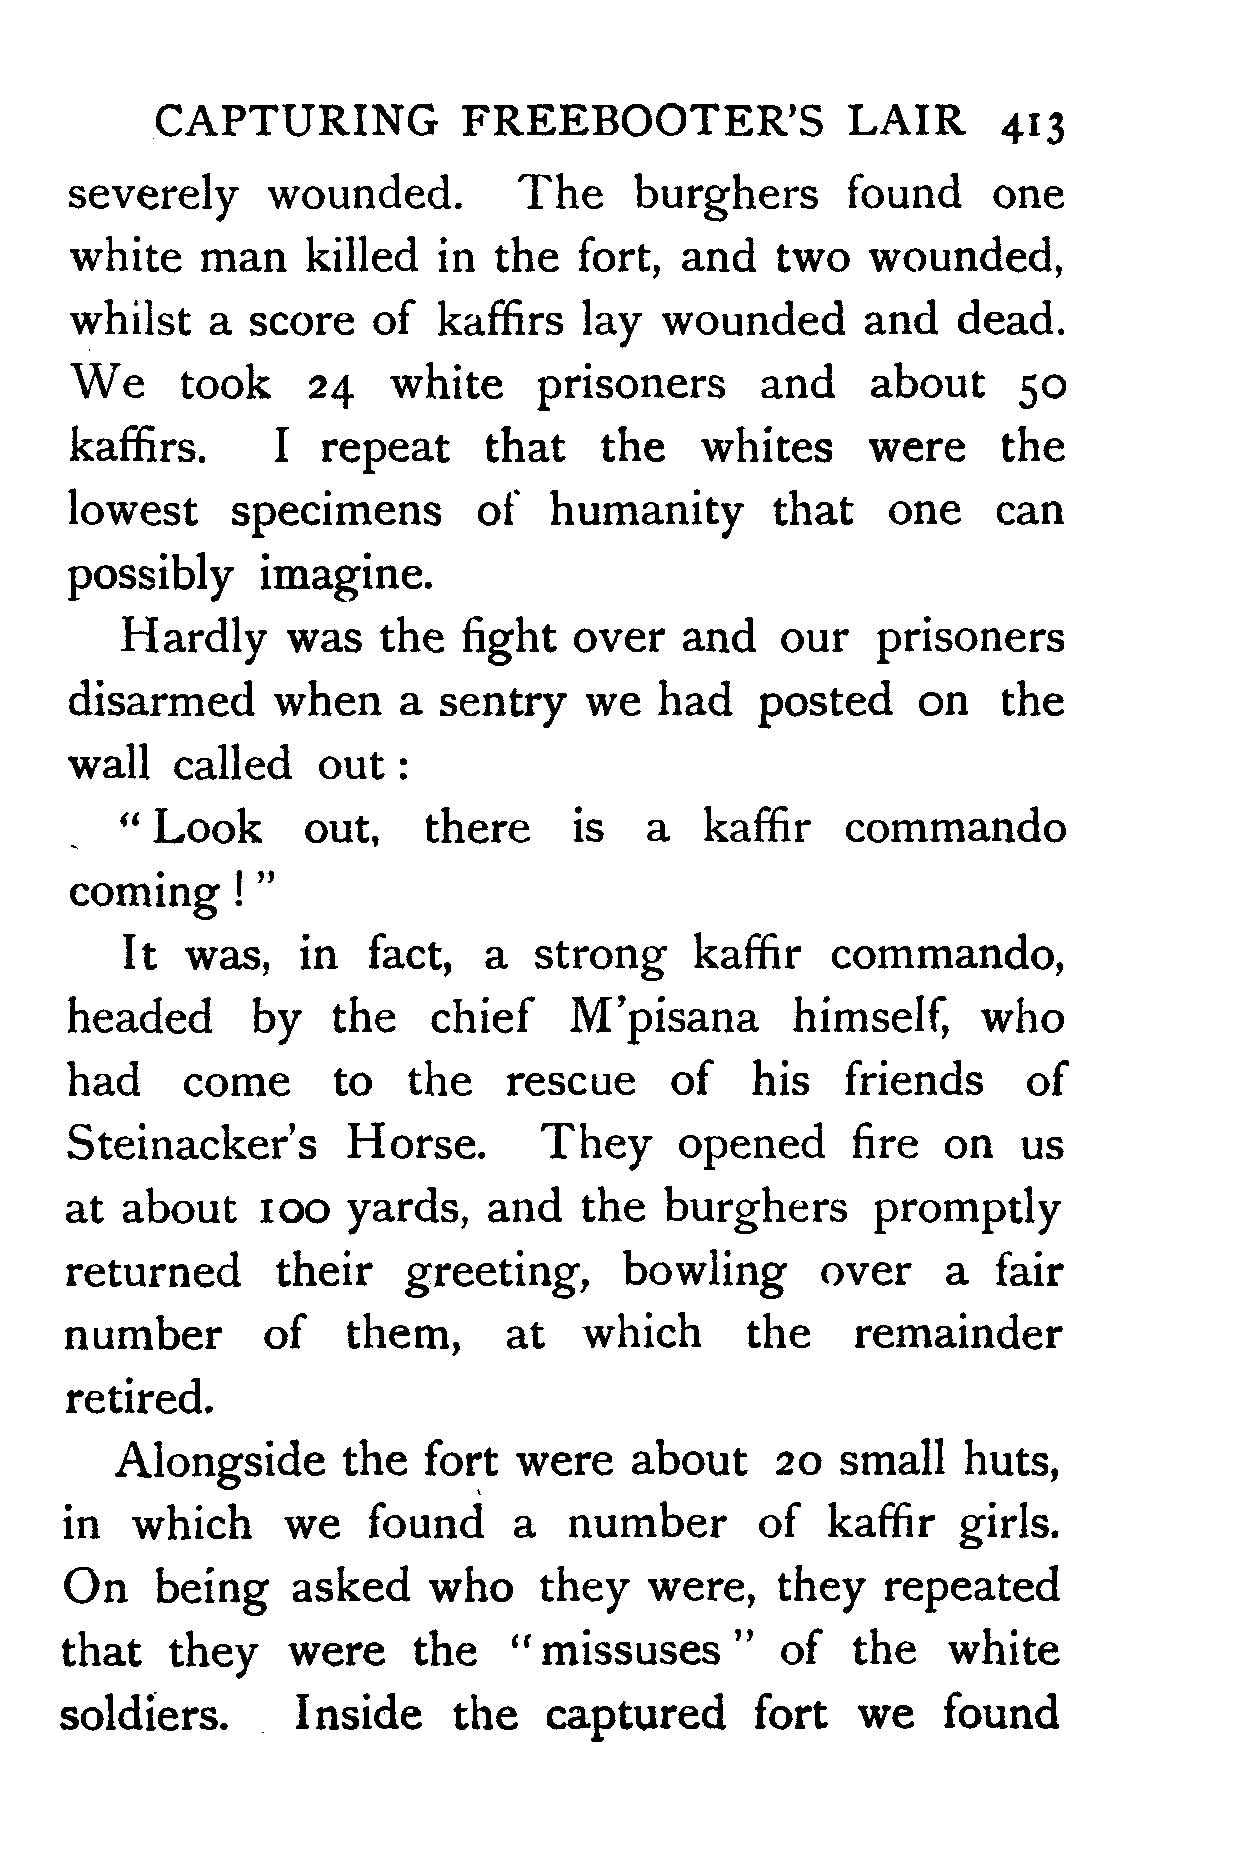 CAPTURING FREEBOOTER'S LAIR 413
severely wounded. The burghers found one
white man killed in the fort, and two wounded,
whilst a score of kaffirs lay wounded and dead.
We took 24 white prisoners and about 50
kaffirs. I repeat that the whites were the
lowest specimens of humanity that one can
possibly imagine.
Hardly was the fight over and our prisoners
disarmed when a sentry we had posted on the
wall called out :
" Look out, there is a kaffir commando
coming ! "
It was, in fact, a strong kaffir commando,
headed by the chief M'pisana himself, who
had come to the rescue of his friends of
Steinacker's Horse. They opened fire on us
at about 100 yards, and the burghers promptly
returned their greeting, bowling over a fair
number of them, at which the remainder
retired.
Alongside the fort were about 20 small huts,
in which we found a number of kaffir girls.
On being asked who they were, they repeated
that they were the " missuses " of the white
soldiers. Inside the captured fort we found